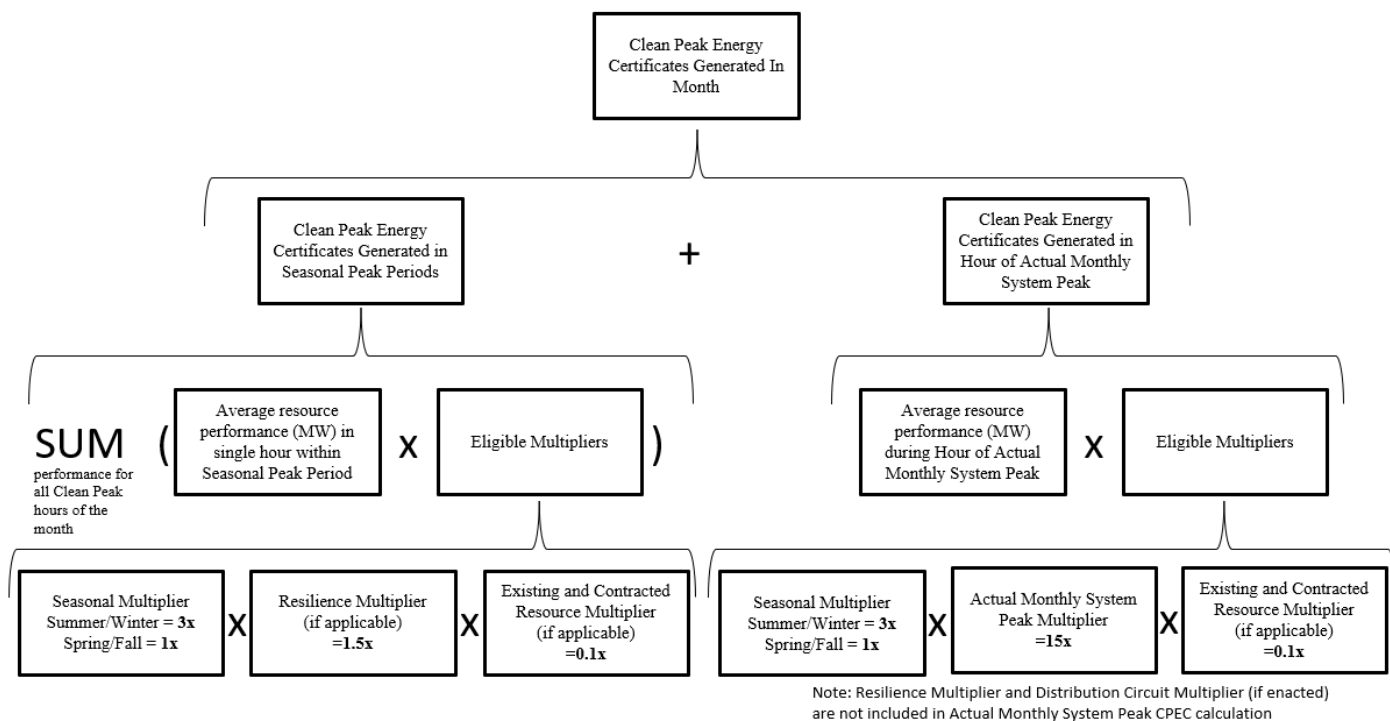 Clean Peak Energy
Certificates Generated In
Month
Clean Peak Energy
Certificates Generated in
Seasonal Peak Periods
+
Clean Peak Energy
Certificates Generated in
Hour of Actual Monthly
System Peak
SUM
performance for
all Clean Peak
hours of the
month
(
Average resource
performance (MW) in
single hour within
Seasonal Peak Period
X
Eligible Multipliers
)
Average resource
performance (MW)
during Hour of Actual
Monthly System Peak
X
Eligible Multipliers
Seasonal Multiplier
Summer/Winter = 3x
Spring/Fall = 1x
X
Resilience Multiplier
(if applicable)
=1.5x
X
Existing and Contracted
Resource Multiplier
(if applicable)
=0.1x
Seasonal Multiplier
Summer/Winter = 3x
Spring/Fall = 1x
X
Actual Monthly System
Peak Multiplier
=15x
X
Existing and Contracted
Resource Multiplier
(if applicable)
=0.1x
Note: Resilience Multiplier and Distribution Circuit Multiplier (if enacted)
are not included in Actual Monthly System Peak CPEC calculation